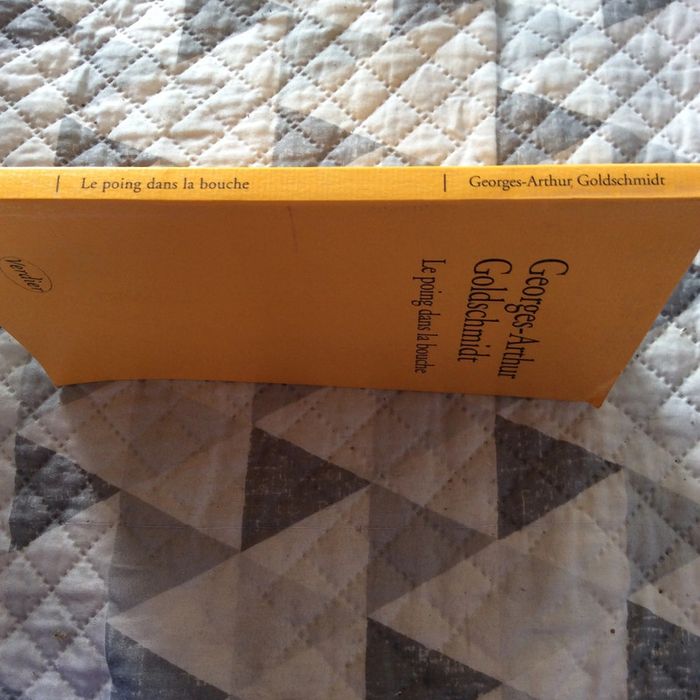 Le poing dans la bouche
Georges-Arthur Goldschmidt
Georges-Arthur
Goldschmidt
Le poing dans la bouche
Verdier